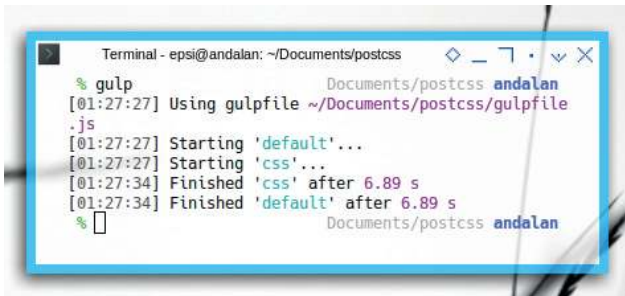 Terminal - epsi@andalan: ~/Documents/postcss
% gulp Documents/postcss andalan
[01:27:27] Using gulpfile ~/Documents/postcss/gulpfile
.js
[01:27:27] Starting 'default'...
[01:27:27] Starting 'css'...
[01:27:34] Finished 'css' after 6.89 s
[01:27:34] Finished 'default' after 6.89 s
% Documents/postcss andalan